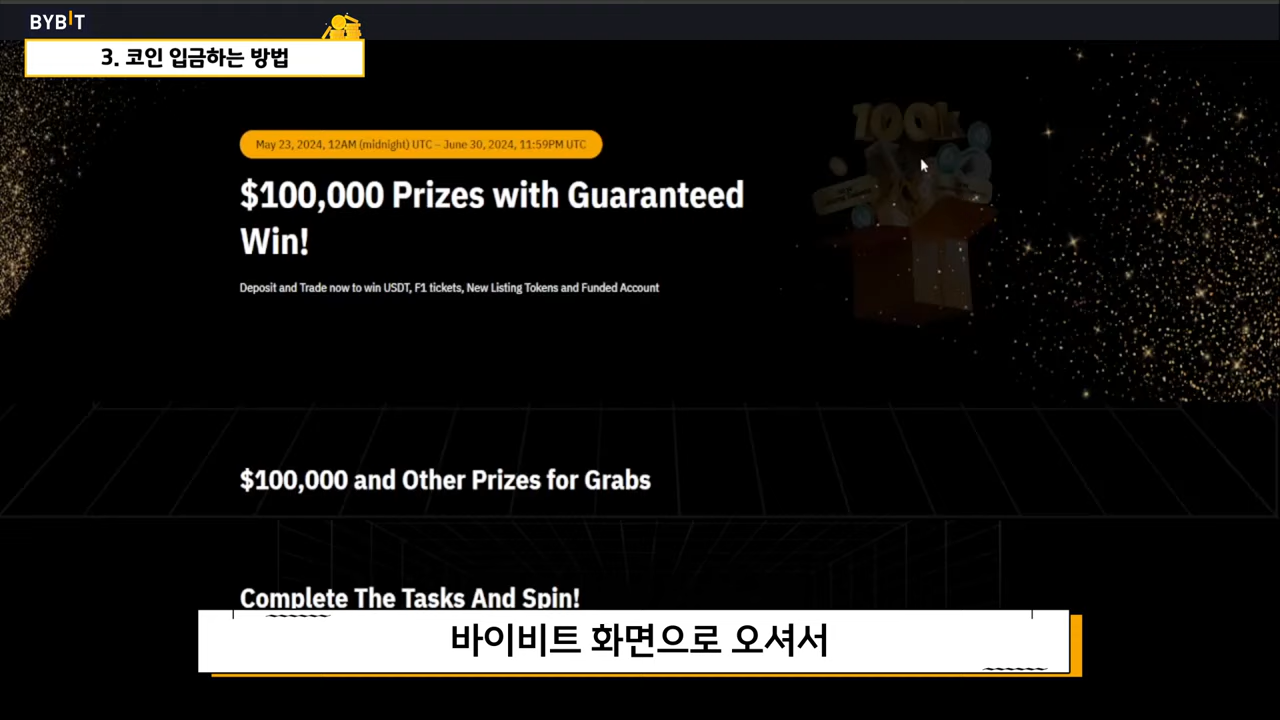 BYBIT
3. 코인 입금하는 방법
100k
May 23, 2024, 12AM (midnight) UTC – June 30, 2024, 11:59PM UTC
$100,000 Prizes with Guaranteed
Win!
Deposit and Trade now to win USDT, F1 tickets, New Listing Tokens and Funded Account
$100,000 and Other Prizes for Grabs
Complete The Tasks And Spin!
바이비트 화면으로 오셔서